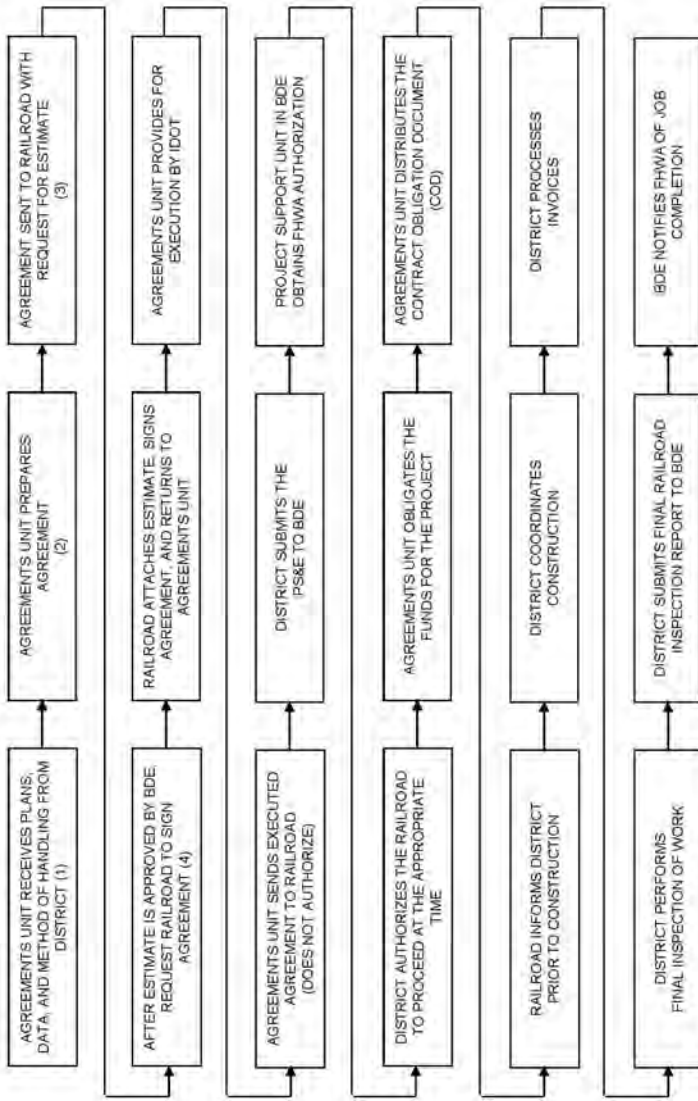 AGREEMENTS UNIT RECEIVES PLANS,
DATA, AND METHOD OF HANDLING FROM
DISTRICT (1)
AGREEMENTS UNIT PREPARES
AGREEMENT
(2)
AGREEMENT SENT TO RAILROAD WITH
REQUEST FOR ESTIMATE
(3)
AFTER ESTIMATE IS APPROVED BY BDE,
REQUEST RAILROAD TO SIGN
AGREEMENT (4)
RAILROAD ATTACHES ESTIMATE, SIGNS
AGREEMENT, AND RETURNS TO
AGREEMENTS UNIT
AGREEMENTS UNIT PROVIDES FOR
EXECUTION BY IDOT
AGREEMENTS UNIT SENDS EXECUTED
AGREEMENT TO RAILROAD
(DOES NOT AUTHORIZE)
DISTRICT SUBMITS THE
PS&E TO BDE
PROJECT SUPPORT UNIT IN BDE
OBTAINS FHWA AUTHORIZATION
DISTRICT AUTHORIZES THE RAILROAD
TO PROCEED AT THE APPROPRIATE
TIME
AGREEMENTS UNIT OBLIGATES THE
FUNDS FOR THE PROJECT
AGREEMENTS UNIT DISTRIBUTES THE
CONTRACT OBLIGATION DOCUMENT
(COD)
RAILROAD INFORMS DISTRICT
PRIOR TO CONSTRUCTION
DISTRICT COORDINATES
CONSTRUCTION
DISTRICT PROCESSES
INVOICES
DISTRICT PERFORMS
FINAL INSPECTION OF WORK
DISTRICT SUBMITS FINAL RAILROAD
INSPECTION REPORT TO BDE
BDE NOTIFIES FHWA OF JOB
COMPLETION